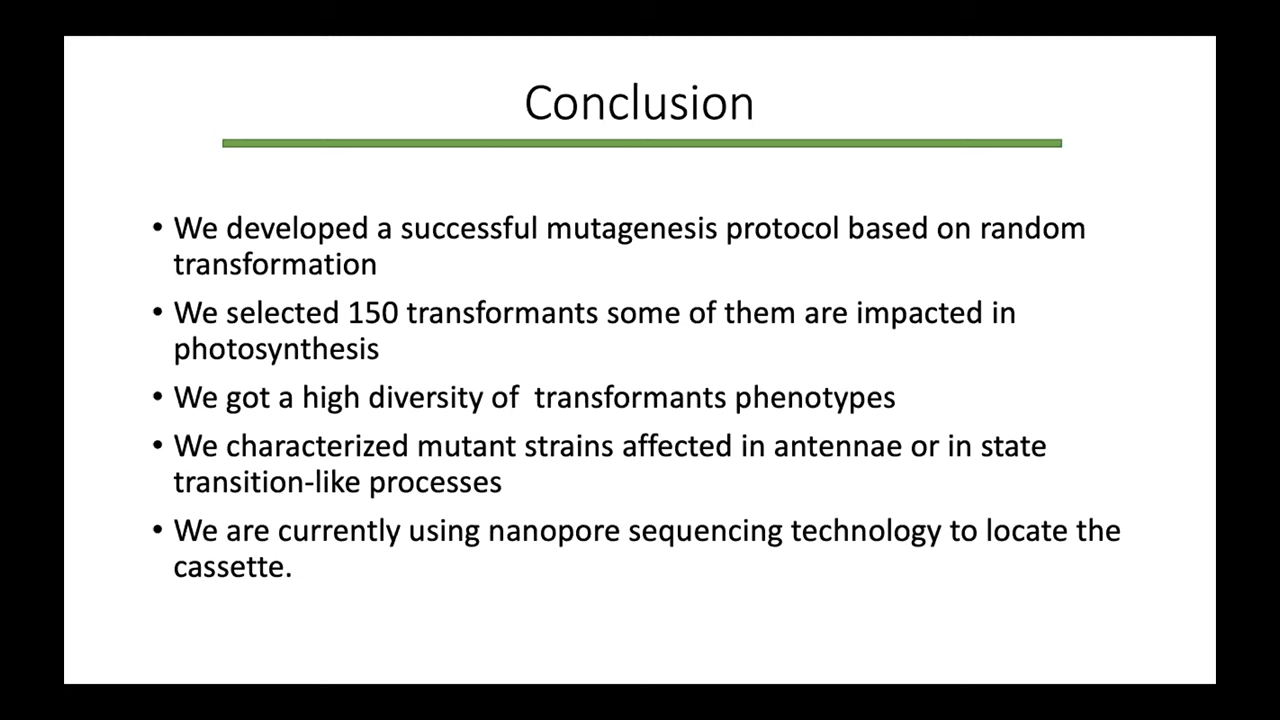 Conclusion
• We developed a successful mutagenesis protocol based on random
transformation
• We selected 150 transformants some of them are impacted in
photosynthesis
• We got a high diversity of  transformants phenotypes
• We characterized mutant strains affected in antennae or in state
transition-like processes
• We are currently using nanopore sequencing technology to locate the
cassette.